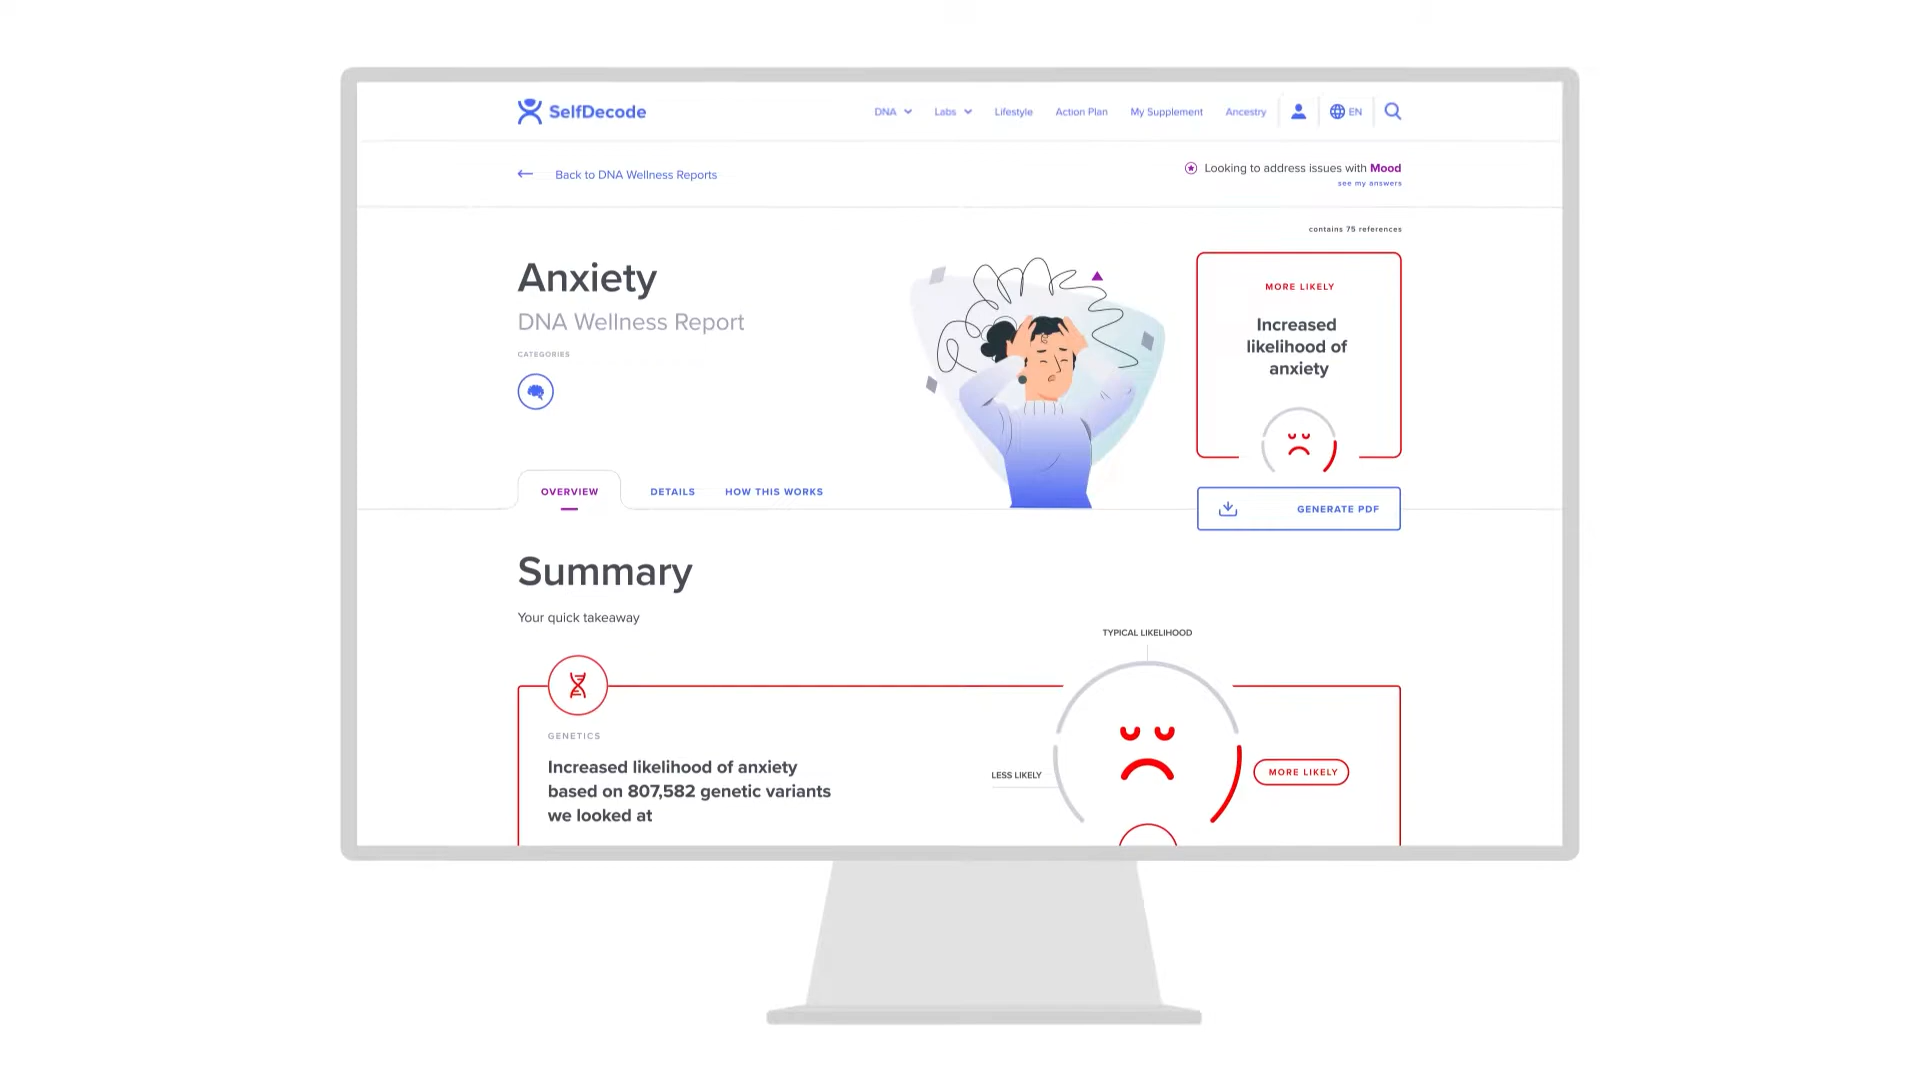 SelfDecode
DNA Labs Lifestyle Action Plan My Supplement Ancestry EN
Back to DNA Wellness Reports
Looking to address issues with Mood
see my answers
contains 75 references
Anxiety
DNA Wellness Report
CATEGORIES
MORE LIKELY
Increased
likelihood of
anxiety
OVERVIEW DETAILS HOW THIS WORKS
GENERATE PDF
Summary
Your quick takeaway
TYPICAL LIKELIHOOD
GENETICS
Increased likelihood of anxiety
based on 807,582 genetic variants
we looked at
LESS LIKELY
MORE LIKELY